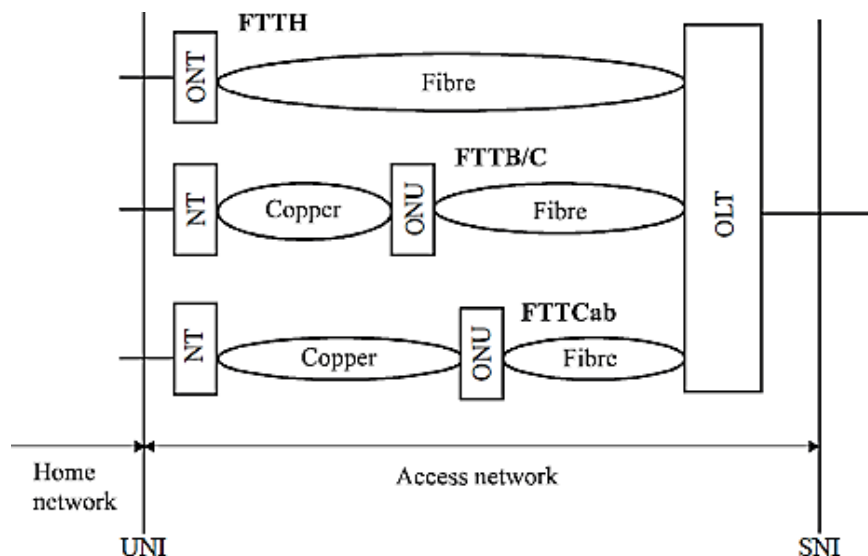 FTTH
ONT
Fibre
FTTB/C
NT
Copper
ONU
Fibre
OLT
FTTCab
NT
Copper
ONU
Fibre
Home
network
Access network
UNI
SNI